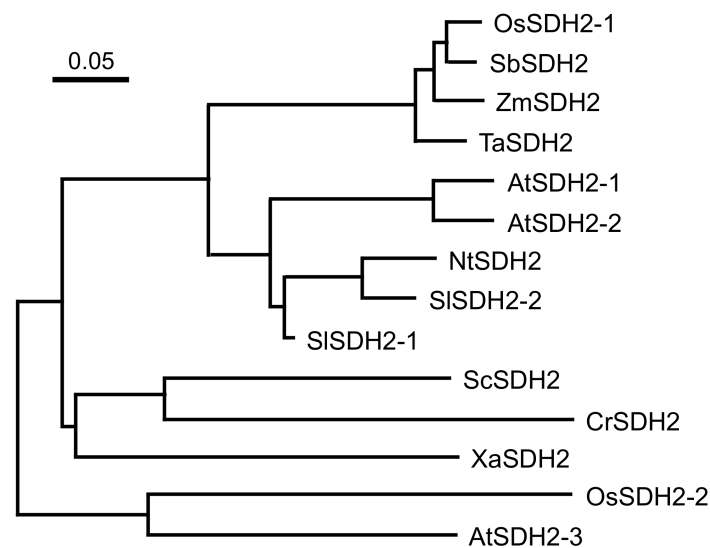 OsSDH2-1
0.05
SbSDH2
ZmSDH2
TaSDH2
AtSDH2-1
AtSDH2-2
NtSDH2
SlSDH2-2
SlSDH2-1
ScSDH2
CrSDH2
XaSDH2
OsSDH2-2
AtSDH2-3